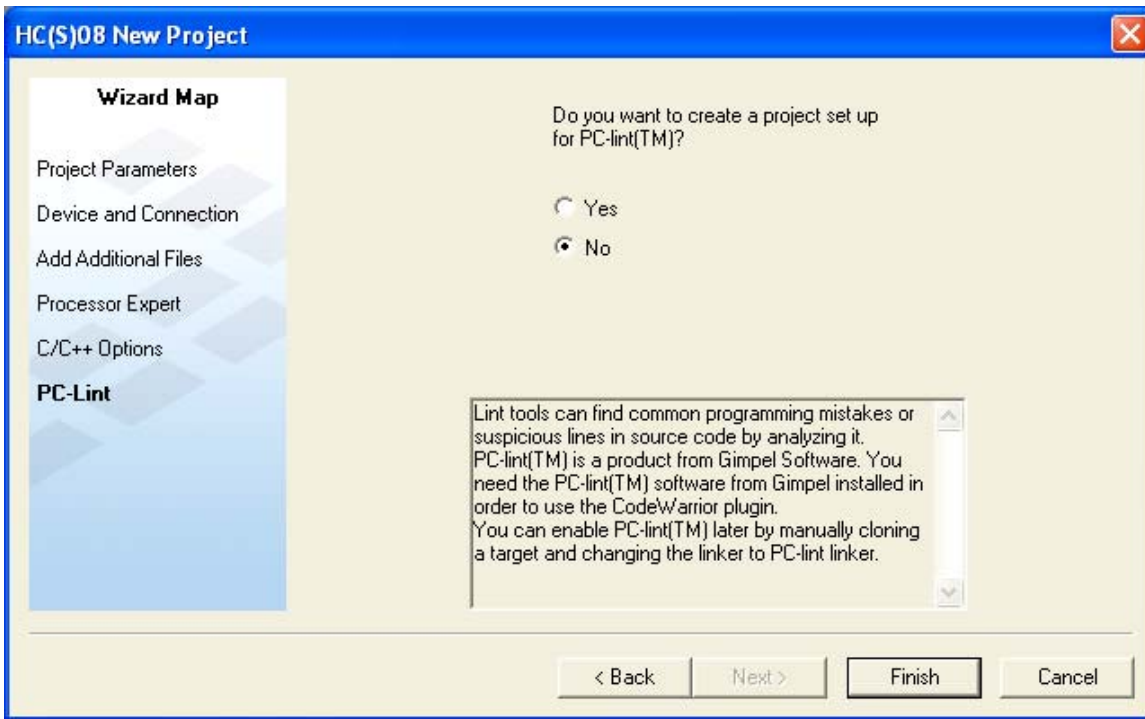 HC(S)08 New Project
Wizard Map
Project Parameters
Device and Connection
Add Additional Files
Processor Expert
C/C++ Options
PC-Lint
Do you want to create a project set up
for PC-lint(TM)?
Yes
No
Lint tools can find common programming mistakes or
suspicious lines in source code by analyzing it.
PC-lint(TM) is a product from Gimpel Software. You
need the PC-lint(TM) software from Gimpel installed in
order to use the CodeWarrior plugin.
You can enable PC-lint(TM) later by manually cloning
a target and changing the linker to PC-lint linker.
< Back
Next >
Finish
Cancel